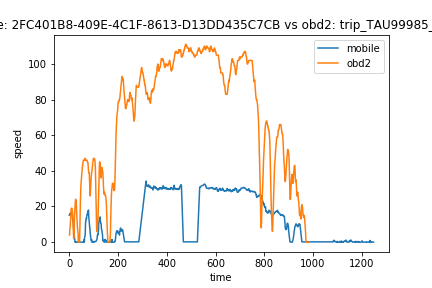 e: 2FC401B8-409E-4C1F-8613-D13DD435C7CB vs obd2: trip_TAU99985_
mobile
obd2
speed
100
80
60
40
20
0
0 200 400 600 800 1000 1200
time